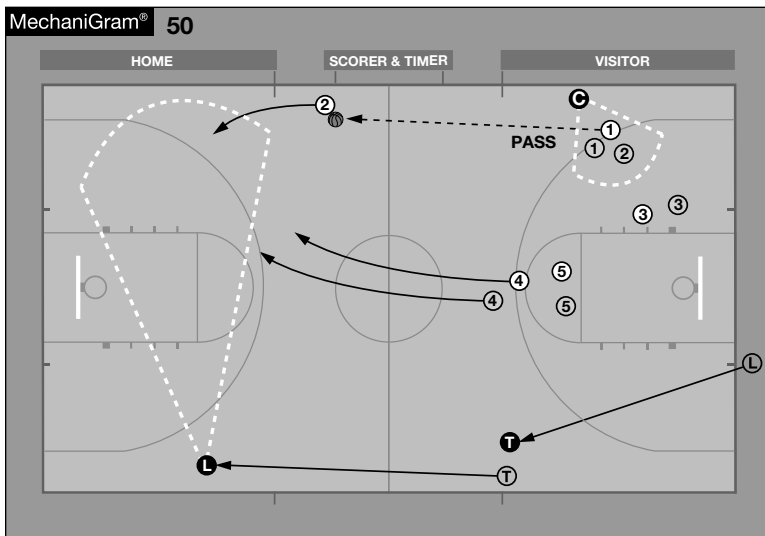 MechaniGram® 50
HOME SCORER & TIMER VISITOR
C
2
1
PASS
1 2
3 3
4 5
4 5
L
T
L T